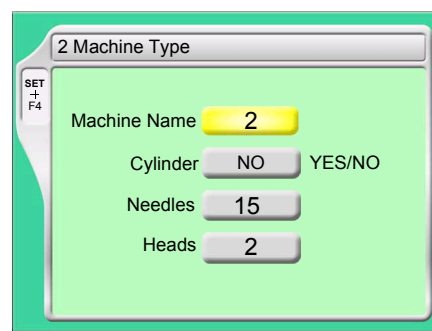 2 Machine Type
SET
+
F4
Machine Name 2
Cylinder NO YES/NO
Needles 15
Heads 2